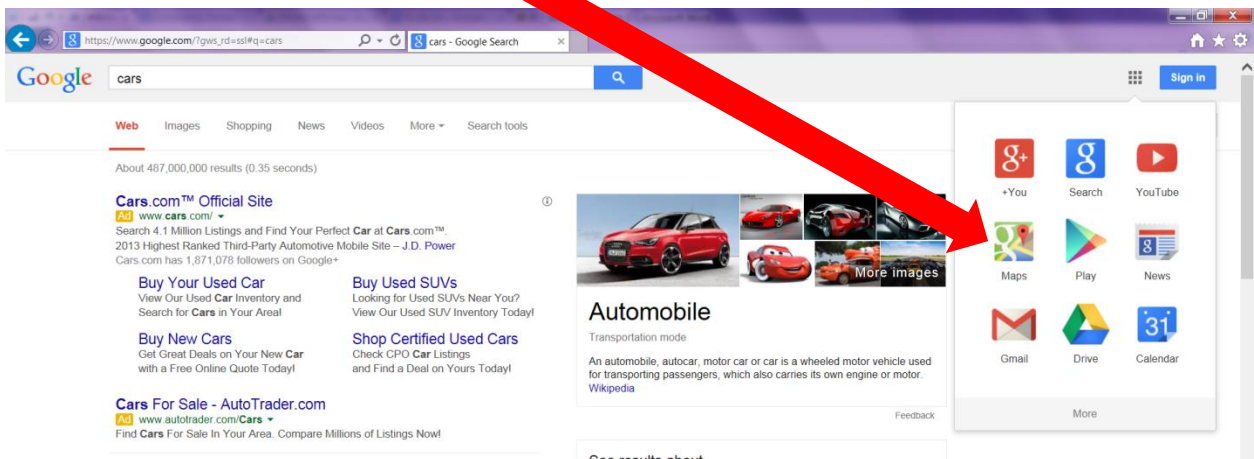 https://www.google.com/?gws_rd=ssl#q=cars
cars - Google Search
Google
cars
Sign in
Web Images Shopping News Videos More Search tools
About 487,000,000 results (0.35 seconds)
Cars.com™ Official Site
Ad www.cars.com/
Search 4.1 Million Listings and Find Your Perfect Car at Cars.com™.
2013 Highest Ranked Third-Party Automotive Mobile Site – J.D. Power
Cars.com has 1,871,078 followers on Google+
Buy Your Used Car
View Our Used Car Inventory and
Search for Cars in Your Area!
Buy Used SUVs
Looking for Used SUVs Near You?
View Our Used SUV Inventory Today!
Buy New Cars
Get Great Deals on Your New Car
with a Free Online Quote Today!
Shop Certified Used Cars
Check CPO Car Listings
and Find a Deal on Yours Today!
Cars For Sale - AutoTrader.com
Ad www.autotrader.com/Cars
Find Cars For Sale In Your Area. Compare Millions of Listings Now!
More images
Automobile
Transportation mode
An automobile, autocar, motor car or car is a wheeled motor vehicle used
for transporting passengers, which also carries its own engine or motor.
Wikipedia
Feedback
See results about
+You Search YouTube
Maps Play News
31
Gmail Drive Calendar
More